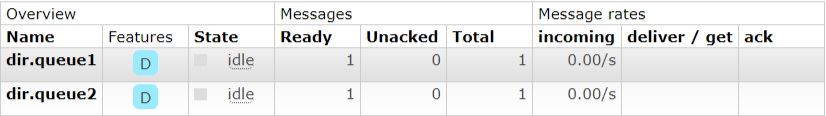 Overview Messages Message rates
Name Features State Ready Unacked Total incoming deliver / get ack
dir.queue1 D idle 1 0 1 0.00/s
dir.queue2 D idle 1 0 1 0.00/s